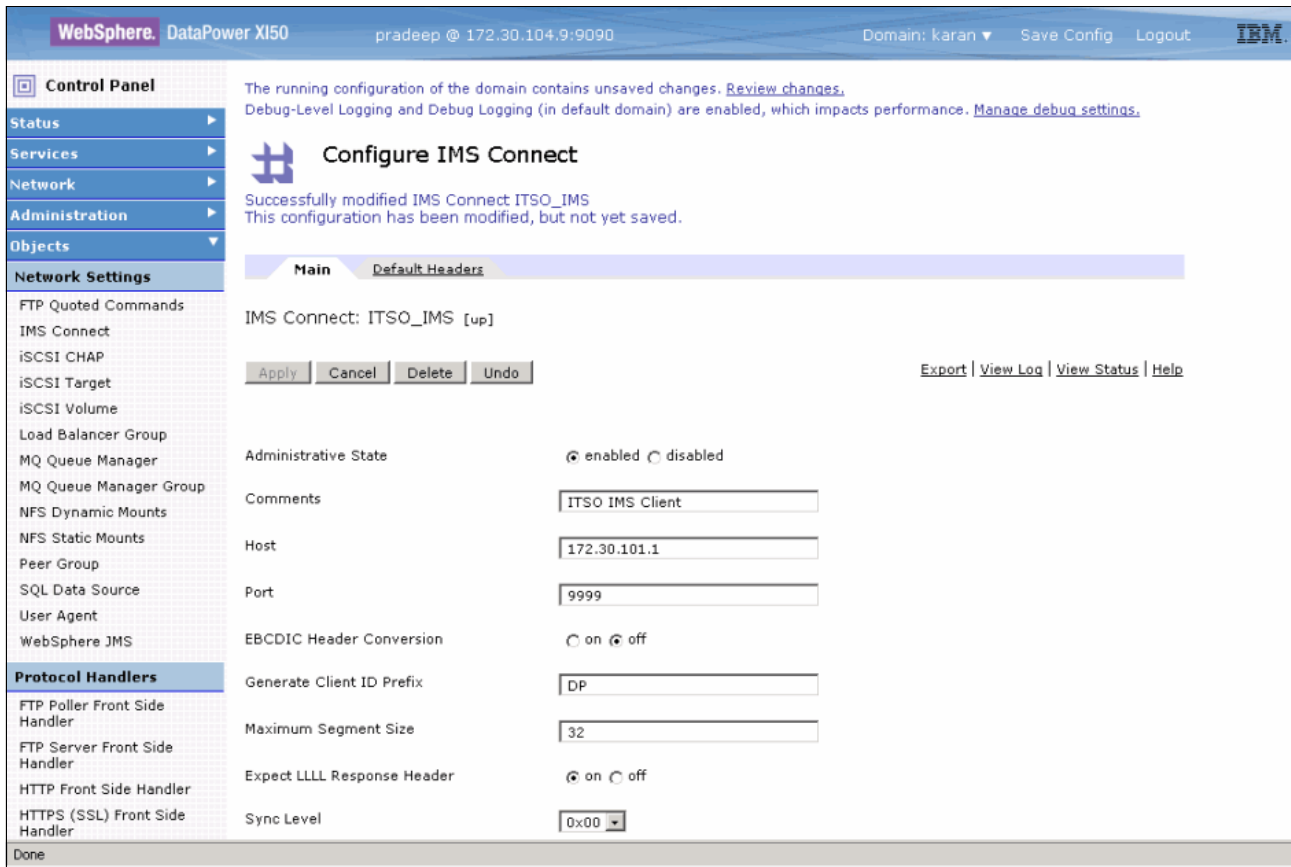 WebSphere. DataPower XI50
pradeep @ 172.30.104.9:9090
Domain: karan ▼ Save Config Logout
IBM.
Control Panel
Status
Services
Network
Administration
Objects
Network Settings
FTP Quoted Commands
IMS Connect
iSCSI CHAP
iSCSI Target
iSCSI Volume
Load Balancer Group
MQ Queue Manager
MQ Queue Manager Group
NFS Dynamic Mounts
NFS Static Mounts
Peer Group
SQL Data Source
User Agent
WebSphere JMS
Protocol Handlers
FTP Poller Front Side
Handler
FTP Server Front Side
Handler
HTTP Front Side Handler
HTTPS (SSL) Front Side
Handler
The running configuration of the domain contains unsaved changes. Review changes.
Debug-Level Logging and Debug Logging (in default domain) are enabled, which impacts performance. Manage debug settings.
Configure IMS Connect
Successfully modified IMS Connect ITSO_IMS
This configuration has been modified, but not yet saved.
Main Default Headers
IMS Connect: ITSO_IMS [up]
Apply Cancel Delete Undo
Export | View Log | View Status | Help
Administrative State enabled disabled
Comments ITSO IMS Client
Host 172.30.101.1
Port 9999
EBCDIC Header Conversion on off
Generate Client ID Prefix DP
Maximum Segment Size 32
Expect LLLL Response Header on off
Sync Level 0x00
Done